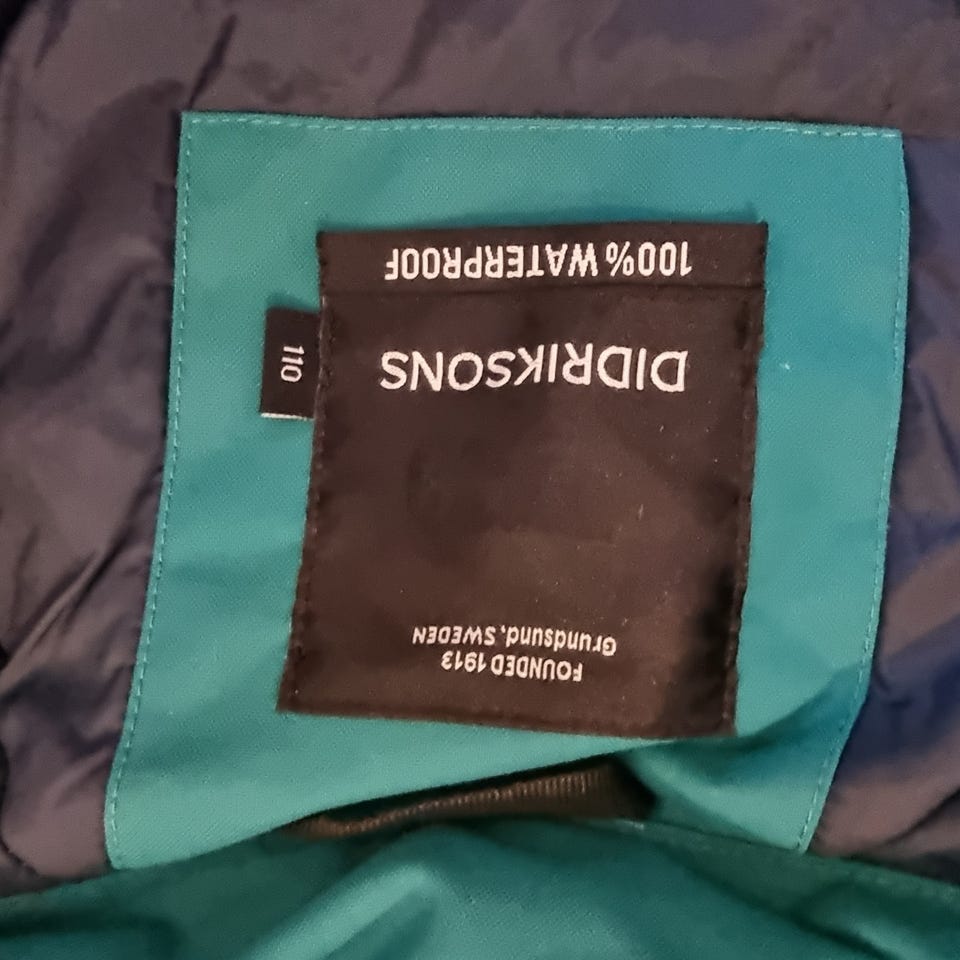 FOUNDED 1913
Grundsund, SWEDEN
DIDRIKSONS
100% WATERPROOF
110